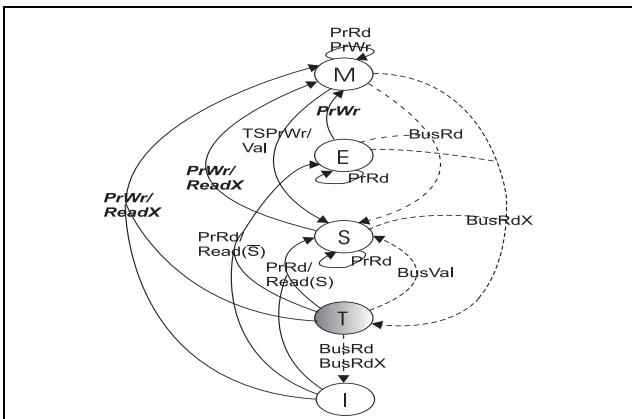 PrRd
PrWr
M
PrWr
TSPrWr/
Val
BusRd
E
PrWr/
ReadX
PrRd
PrWr/
ReadX
BusRdX
S
PrRd/
Read(S̅)
PrRd/
Read(S)
PrRd
BusVal
T
BusRd
BusRdX
I